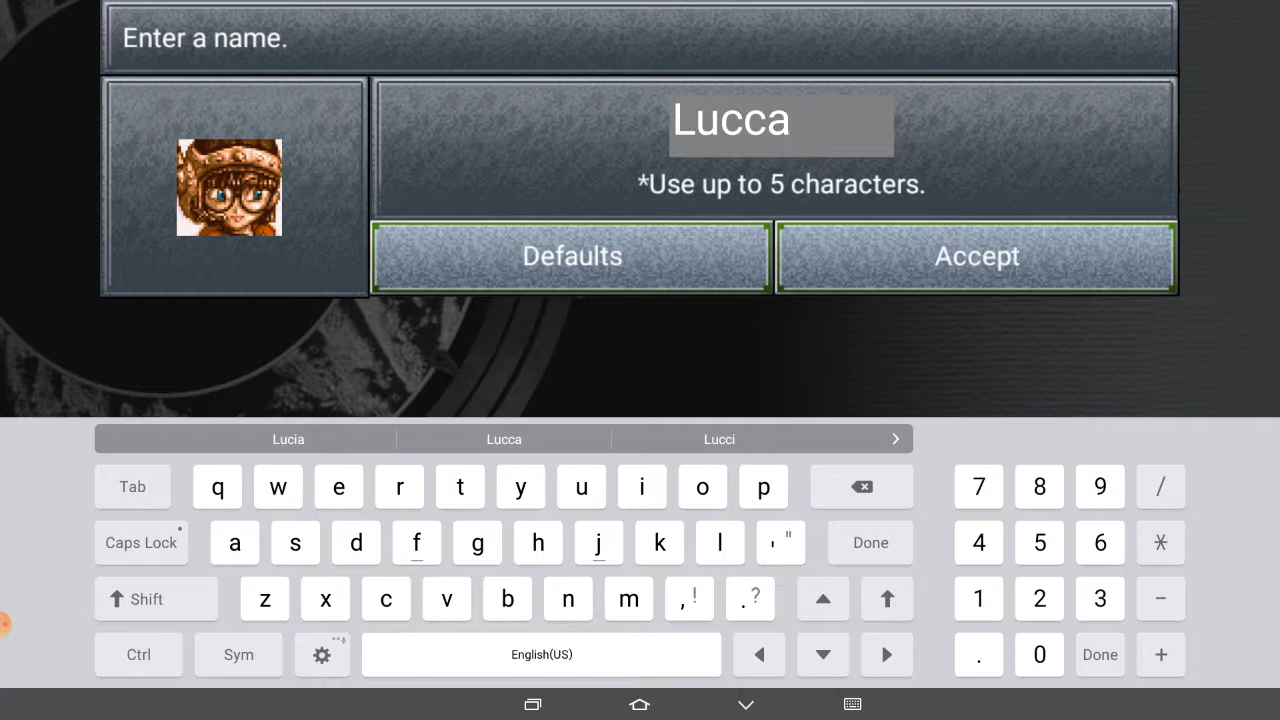 Enter a name.
Lucca
*Use up to 5 characters.
Defaults Accept
Lucia Lucca Lucci >
Tab q w e r t y u i o p 7 8 9 /
Caps Lock a s d f g h j k l ' " Done 4 5 6 *
Shift z x c v b n m , ! . ? 1 2 3 -
Ctrl Sym English(US) . 0 Done +